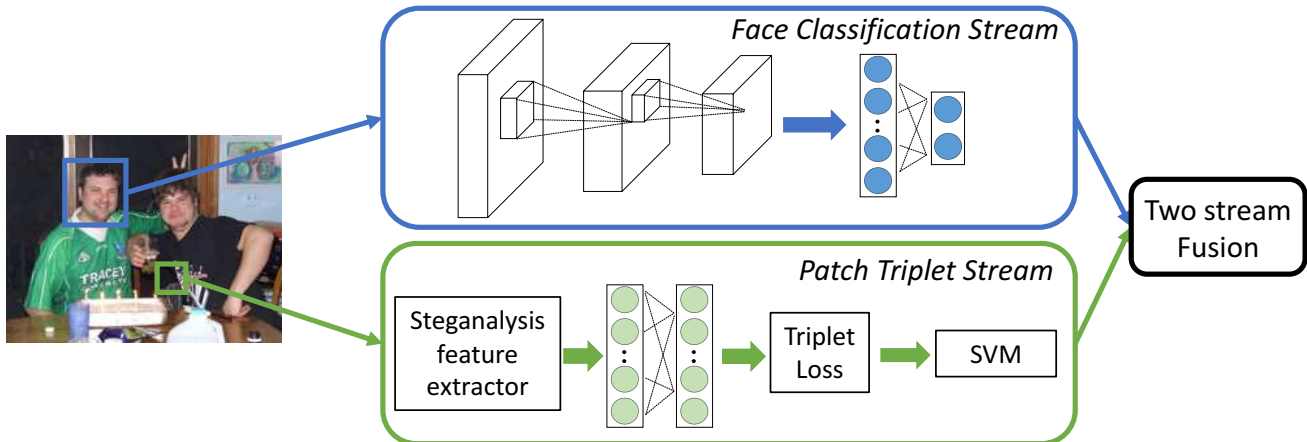 Face Classification Stream
TRACEY
Patch Triplet Stream
Steganalysis
feature
extractor
Triplet
Loss
SVM
Two stream
Fusion